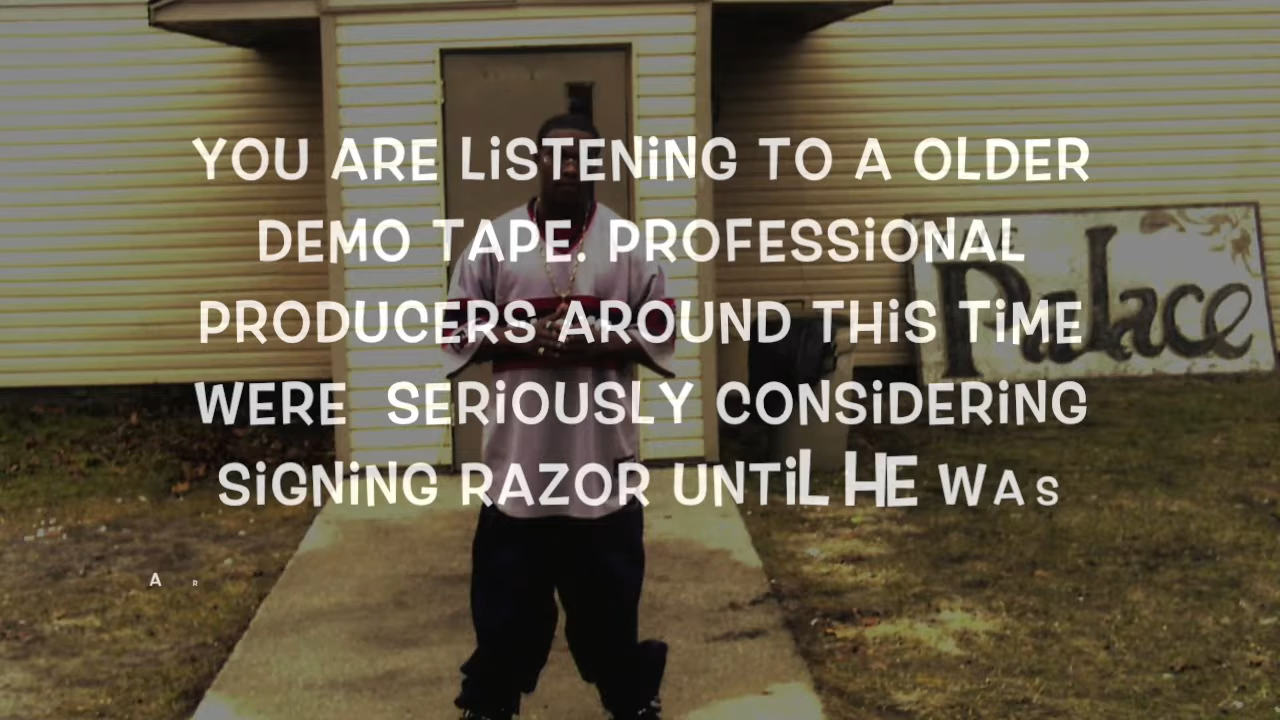 YOU ARE LiSTENiNG TO A OLDER
DEMO TAPE. PROFESSiONAL
PRODUCERS AROUND THiS TiME
WERE SERiOUSLY CONSiDERiNG
SiGNiNG RAZOR UNTiL HE WAS
A R
THE
Palace